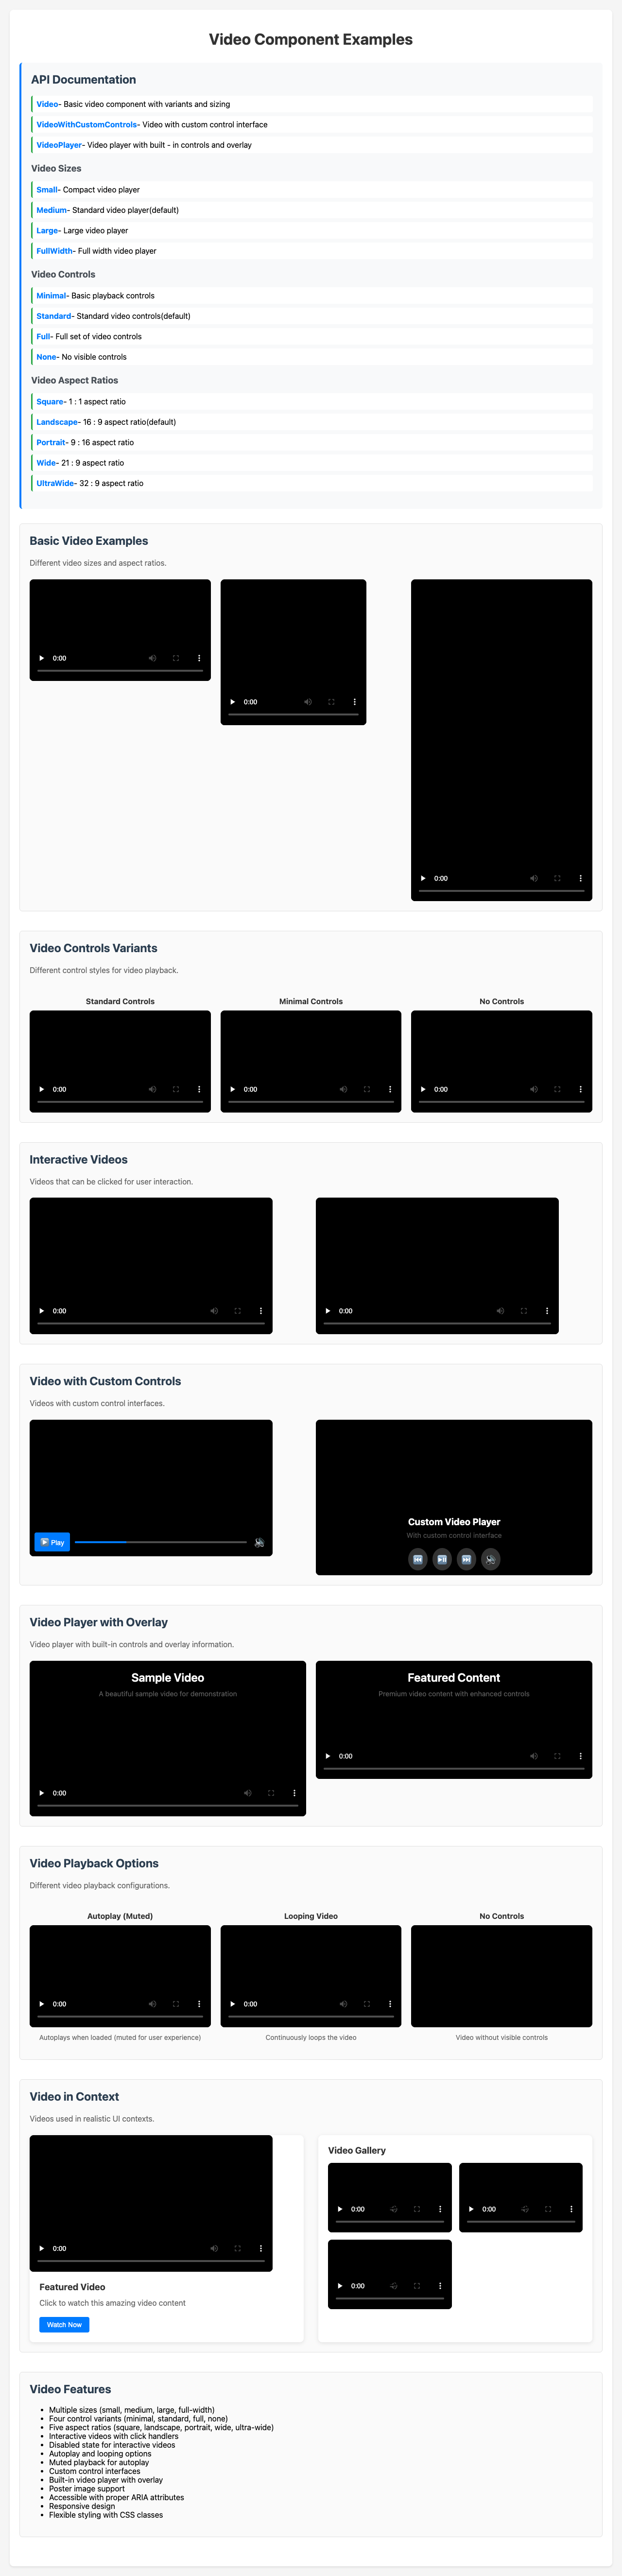 Video Component Examples
API Documentation
Video- Basic video component with variants and sizing
VideoWithCustomControls- Video with custom control interface
VideoPlayer- Video player with built - in controls and overlay
Video Sizes
Small- Compact video player
Medium- Standard video player(default)
Large- Large video player
FullWidth- Full width video player
Video Controls
Minimal- Basic playback controls
Standard- Standard video controls(default)
Full- Full set of video controls
None- No visible controls
Video Aspect Ratios
Square- 1 : 1 aspect ratio
Landscape- 16 : 9 aspect ratio(default)
Portrait- 9 : 16 aspect ratio
Wide- 21 : 9 aspect ratio
UltraWide- 32 : 9 aspect ratio
Basic Video Examples
Different video sizes and aspect ratios.
0:00
0:00
0:00
Video Controls Variants
Different control styles for video playback.
Standard Controls
Minimal Controls
No Controls
0:00
0:00
0:00
Interactive Videos
Videos that can be clicked for user interaction.
0:00
0:00
Video with Custom Controls
Videos with custom control interfaces.
Play
Custom Video Player
With custom control interface
Video Player with Overlay
Video player with built-in controls and overlay information.
Sample Video
A beautiful sample video for demonstration
0:00
Featured Content
Premium video content with enhanced controls
0:00
Video Playback Options
Different video playback configurations.
Autoplay (Muted)
Looping Video
No Controls
0:00
0:00
Autoplays when loaded (muted for user experience)
Continuously loops the video
Video without visible controls
Video in Context
Videos used in realistic UI contexts.
0:00
Featured Video
Click to watch this amazing video content
Watch Now
Video Gallery
0:00
0:00
0:00
Video Features
Multiple sizes (small, medium, large, full-width)
Four control variants (minimal, standard, full, none)
Five aspect ratios (square, landscape, portrait, wide, ultra-wide)
Interactive videos with click handlers
Disabled state for interactive videos
Autoplay and looping options
Muted playback for autoplay
Custom control interfaces
Built-in video player with overlay
Poster image support
Accessible with proper ARIA attributes
Responsive design
Flexible styling with CSS classes